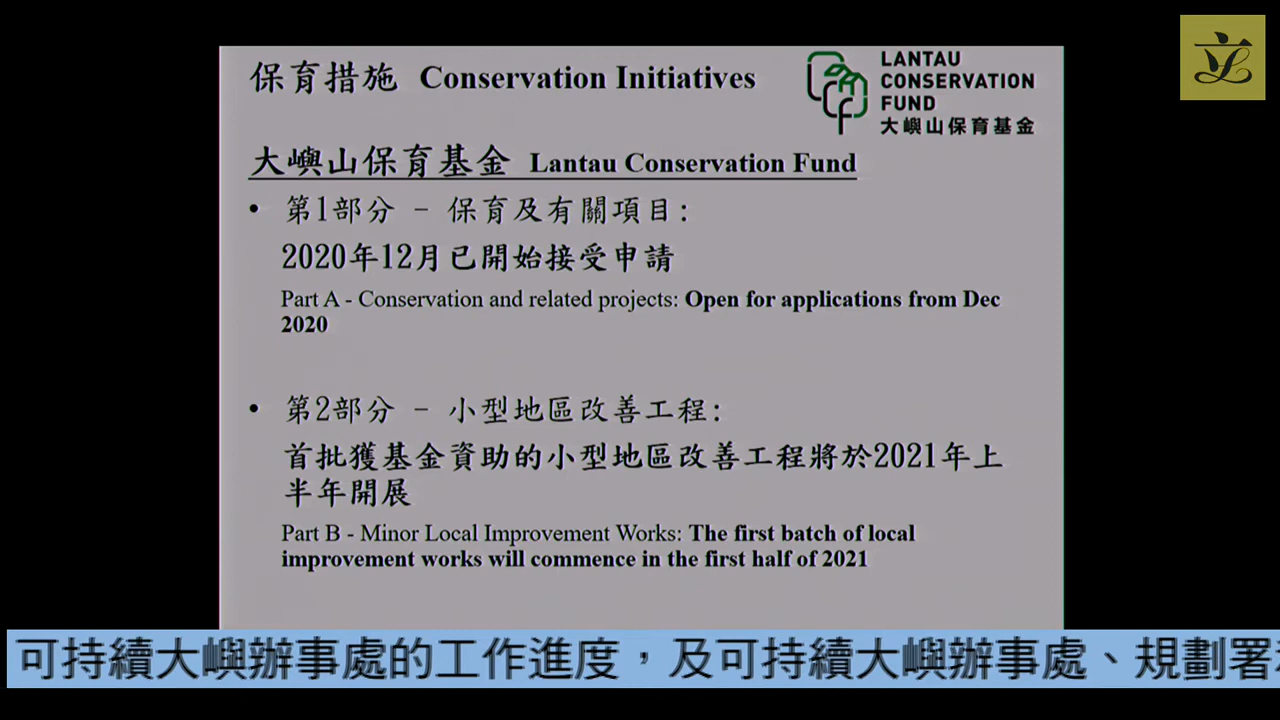 保育措施 Conservation Initiatives
LANTAU
CONSERVATION
FUND
大嶼山保育基金
大嶼山保育基金 Lantau Conservation Fund
• 第1部分 – 保育及有關項目:
2020年12月已開始接受申請
Part A - Conservation and related projects: Open for applications from Dec
2020
• 第2部分 – 小型地區改善工程:
首批獲基金資助的小型地區改善工程將於2021年上
半年開展
Part B - Minor Local Improvement Works: The first batch of local
improvement works will commence in the first half of 2021
可持續大嶼辦事處的工作進度，及可持續大嶼辦事處、規劃署